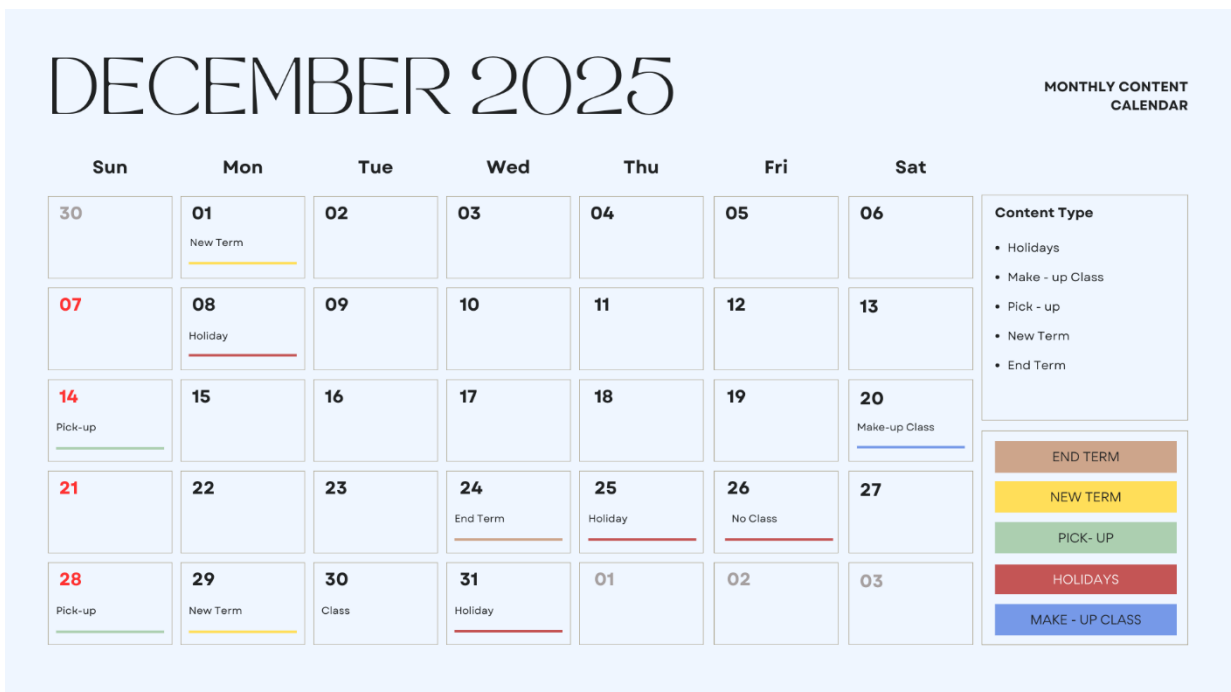 DECEMBER 2025
MONTHLY CONTENT
CALENDAR
Sun Mon Tue Wed Thu Fri Sat
30 01 02 03 04 05 06
New Term
07 08 09 10 11 12 13
Holiday
14 15 16 17 18 19 20
Pick-up Make-up Class
21 22 23 24 25 26 27
End Term Holiday No Class
28 29 30 31 01 02 03
Pick-up New Term Class Holiday
Content Type
• Holidays
• Make - up Class
• Pick - up
• New Term
• End Term
END TERM
NEW TERM
PICK- UP
HOLIDAYS
MAKE - UP CLASS